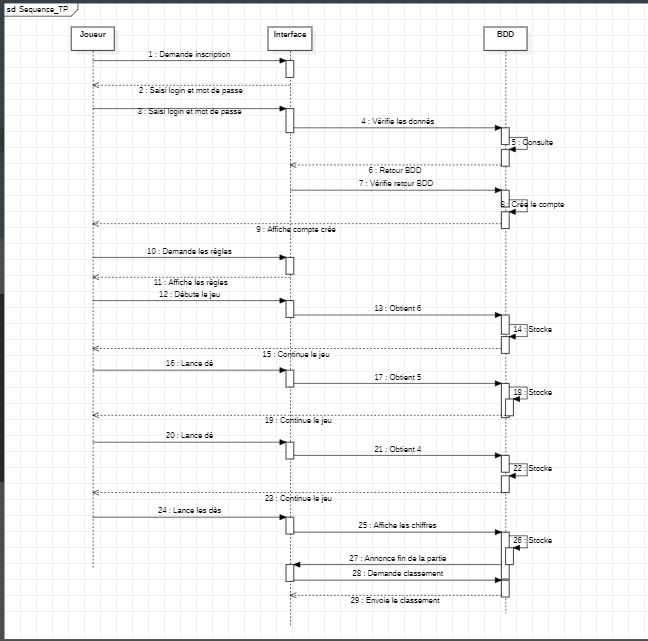 sd Sequence_TP
Joueur
Interface
BDD
1 : Demande inscription
2 : Saisi login et mot de passe
3 : Saisi login et mot de passe
4 : Vérifie les donnés
5 : Consulte
6 : Retour BDD
7 : Vérifie retour BDD
8 : Crée le compte
9 : Affiche compte crée
10 : Demande les régles
11 : Affiche les régles
12 : Débute le jeu
13 : Obtient 6
14 : Stocke
15 : Continue le jeu
16 : Lance dé
17 : Obtient 5
18 : Stocke
19 : Continue le jeu
20 : Lance dé
21 : Obtient 4
22 : Stocke
23 : Continue le jeu
24 : Lance les dés
25 : Affiche les chiffres
26 : Stocke
27 : Annonce fin de la partie
28 : Demande classement
29 : Envoie le classement